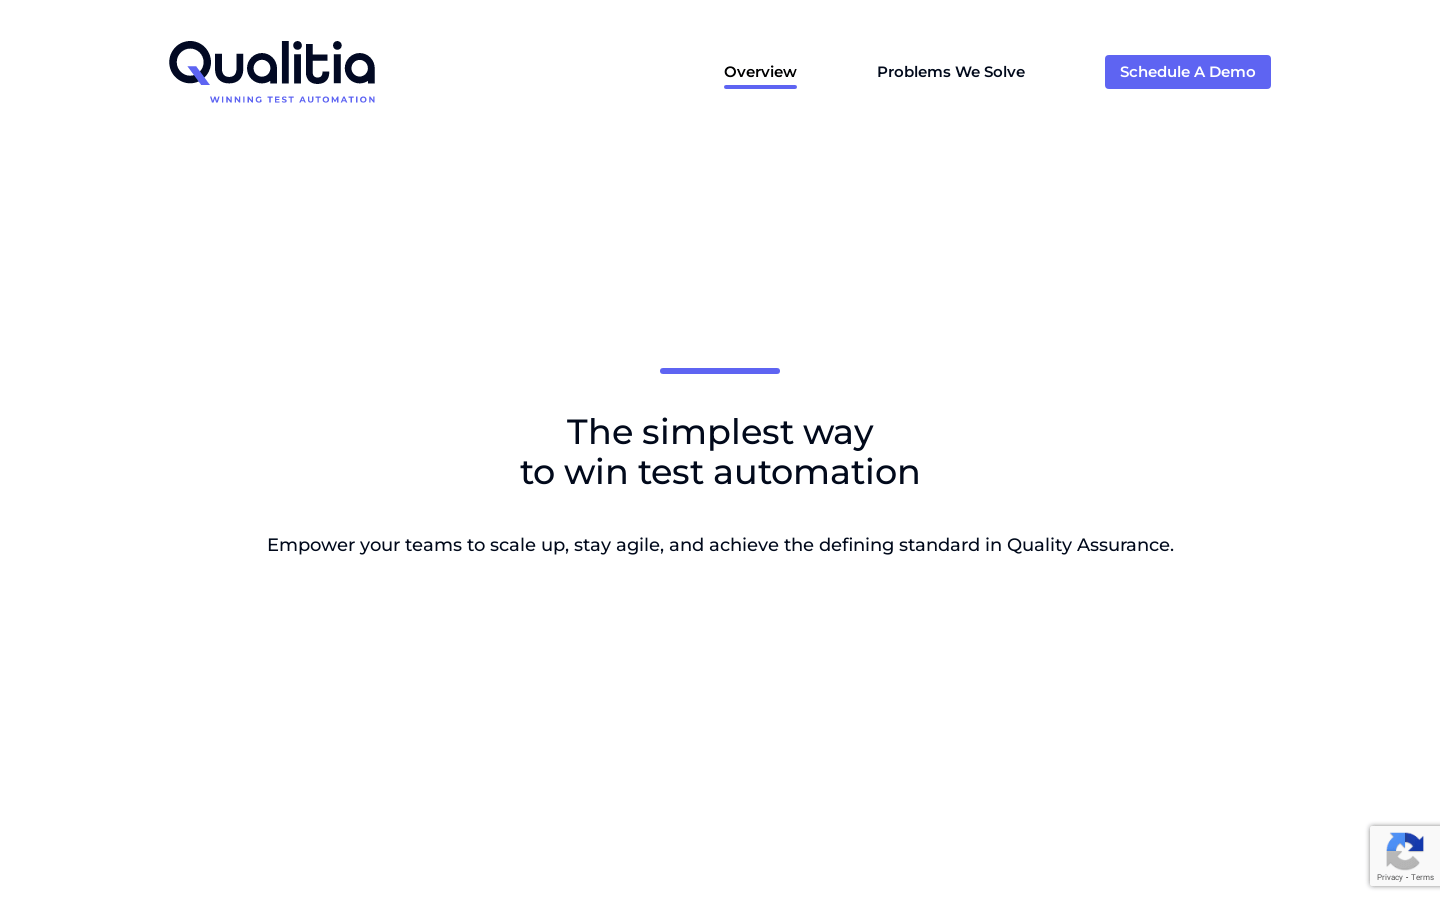 Qualitia
WINNING TEST AUTOMATION
Overview
Problems We Solve
Schedule A Demo
The simplest way
to win test automation
Empower your teams to scale up, stay agile, and achieve the defining standard in Quality Assurance.
Privacy - Terms